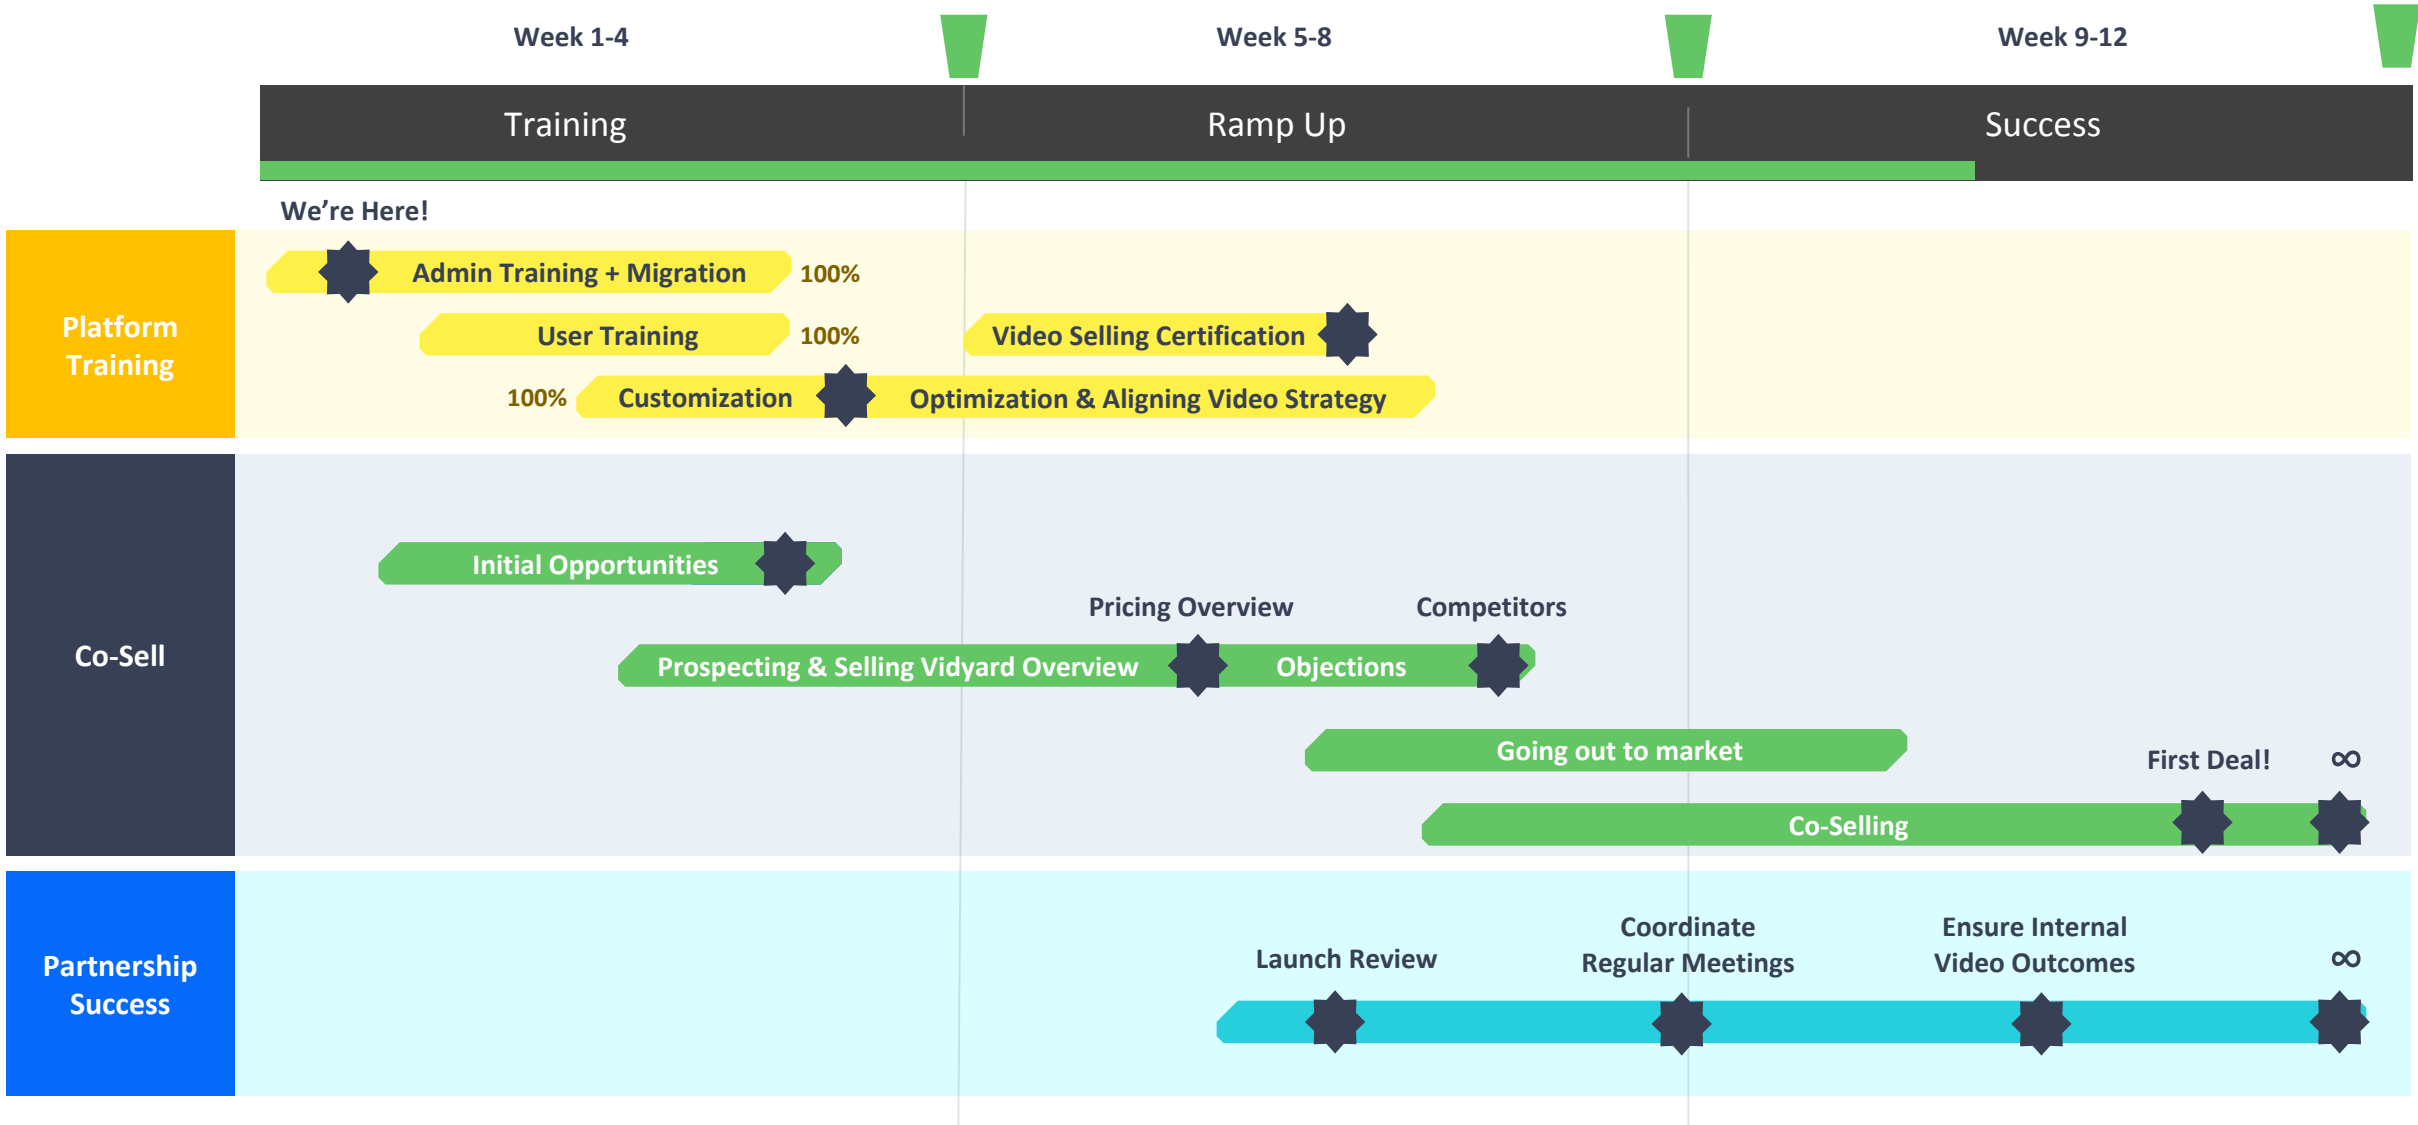 Week 1-4
Week 5-8
Week 9-12
Training
Ramp Up
Success
We’re Here!
Platform
Training
Admin Training + Migration
100%
User Training
100%
Video Selling Certification
100%
Customization
Optimization & Aligning Video Strategy
Co-Sell
Initial Opportunities
Pricing Overview
Competitors
Prospecting & Selling Vidyard Overview
Objections
Going out to market
First Deal!
∞
Co-Selling
Partnership
Success
Launch Review
Coordinate
Regular Meetings
Ensure Internal
Video Outcomes
∞